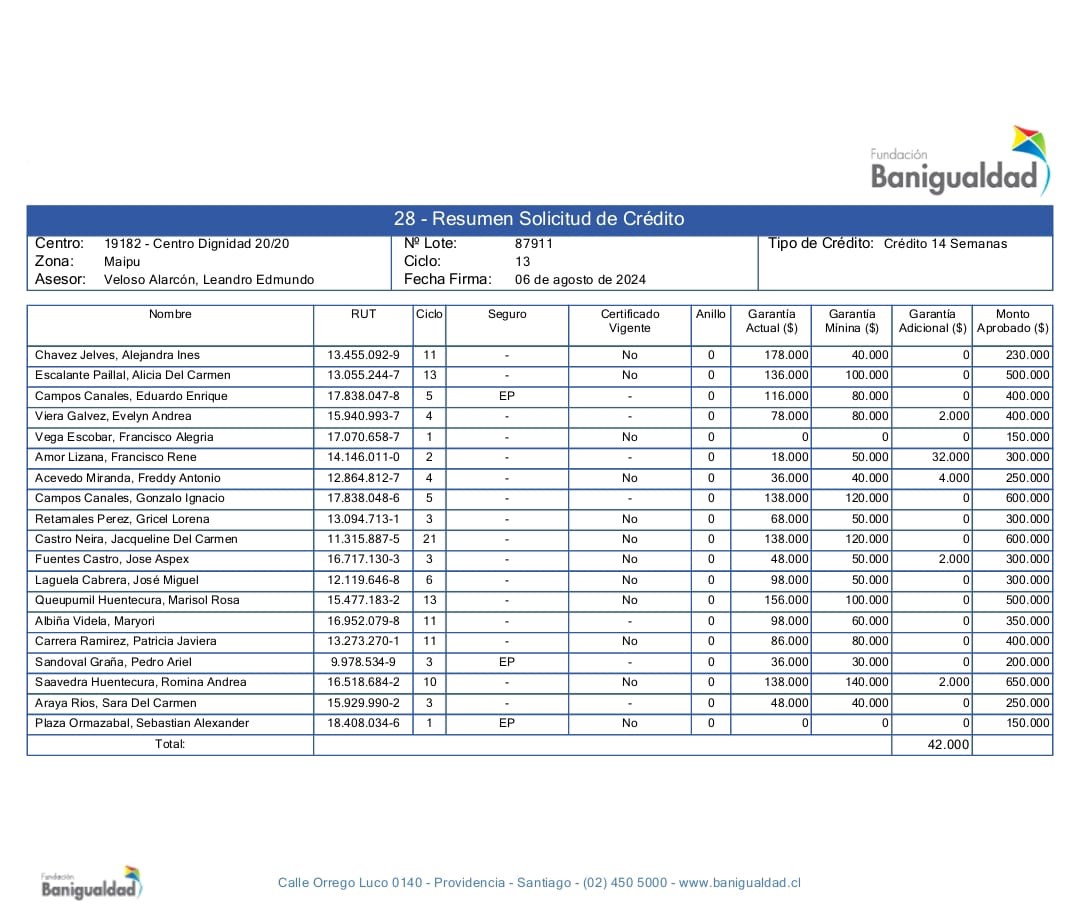 Fundación
Banigualdad
28 - Resumen Solicitud de Crédito
Centro: 19182 - Centro Dignidad 20/20 Nº Lote: 87911 Tipo de Crédito: Crédito 14 Semanas
Zona: Maipu Ciclo: 13
Asesor: Veloso Alarcón, Leandro Edmundo Fecha Firma: 06 de agosto de 2024
Nombre RUT Ciclo Seguro Certificado Anillo Garantía Garantía Garantía Monto
Vigente Actual ($) Mínina ($) Adicional ($) Aprobado ($)
Chavez Jelves, Alejandra Ines 13.455.092-9 11 - No 0 178.000 40.000 0 230.000
Escalante Paillal, Alicia Del Carmen 13.055.244-7 13 - No 0 136.000 100.000 0 500.000
Campos Canales, Eduardo Enrique 17.838.047-8 5 EP - 0 116.000 80.000 0 400.000
Viera Galvez, Evelyn Andrea 15.940.993-7 4 - - 0 78.000 80.000 2.000 400.000
Vega Escobar, Francisco Alegria 17.070.658-7 1 - No 0 0 0 0 150.000
Amor Lizana, Francisco Rene 14.146.011-0 2 - - 0 18.000 50.000 32.000 300.000
Acevedo Miranda, Freddy Antonio 12.864.812-7 4 - No 0 36.000 40.000 4.000 250.000
Campos Canales, Gonzalo Ignacio 17.838.048-6 5 - - 0 138.000 120.000 0 600.000
Retamales Perez, Gricel Lorena 13.094.713-1 3 - No 0 68.000 50.000 0 300.000
Castro Neira, Jacqueline Del Carmen 11.315.887-5 21 - No 0 138.000 120.000 0 600.000
Fuentes Castro, Jose Aspex 16.717.130-3 3 - No 0 48.000 50.000 2.000 300.000
Laguela Cabrera, José Miguel 12.119.646-8 6 - No 0 98.000 50.000 0 300.000
Queupumil Huentecura, Marisol Rosa 15.477.183-2 13 - No 0 156.000 100.000 0 500.000
Albiña Videla, Maryori 16.952.079-8 11 - - 0 98.000 60.000 0 350.000
Carrera Ramirez, Patricia Javiera 13.273.270-1 11 - No 0 86.000 80.000 0 400.000
Sandoval Graña, Pedro Ariel 9.978.534-9 3 EP - 0 36.000 30.000 0 200.000
Saavedra Huentecura, Romina Andrea 16.518.684-2 10 - No 0 138.000 140.000 2.000 650.000
Araya Rios, Sara Del Carmen 15.929.990-2 3 - - 0 48.000 40.000 0 250.000
Plaza Ormazabal, Sebastian Alexander 18.408.034-6 1 EP No 0 0 0 0 150.000
Total: 42.000
Fundación
Banigualdad
Calle Orrego Luco 0140 - Providencia - Santiago - (02) 450 5000 - www.banigualdad.cl